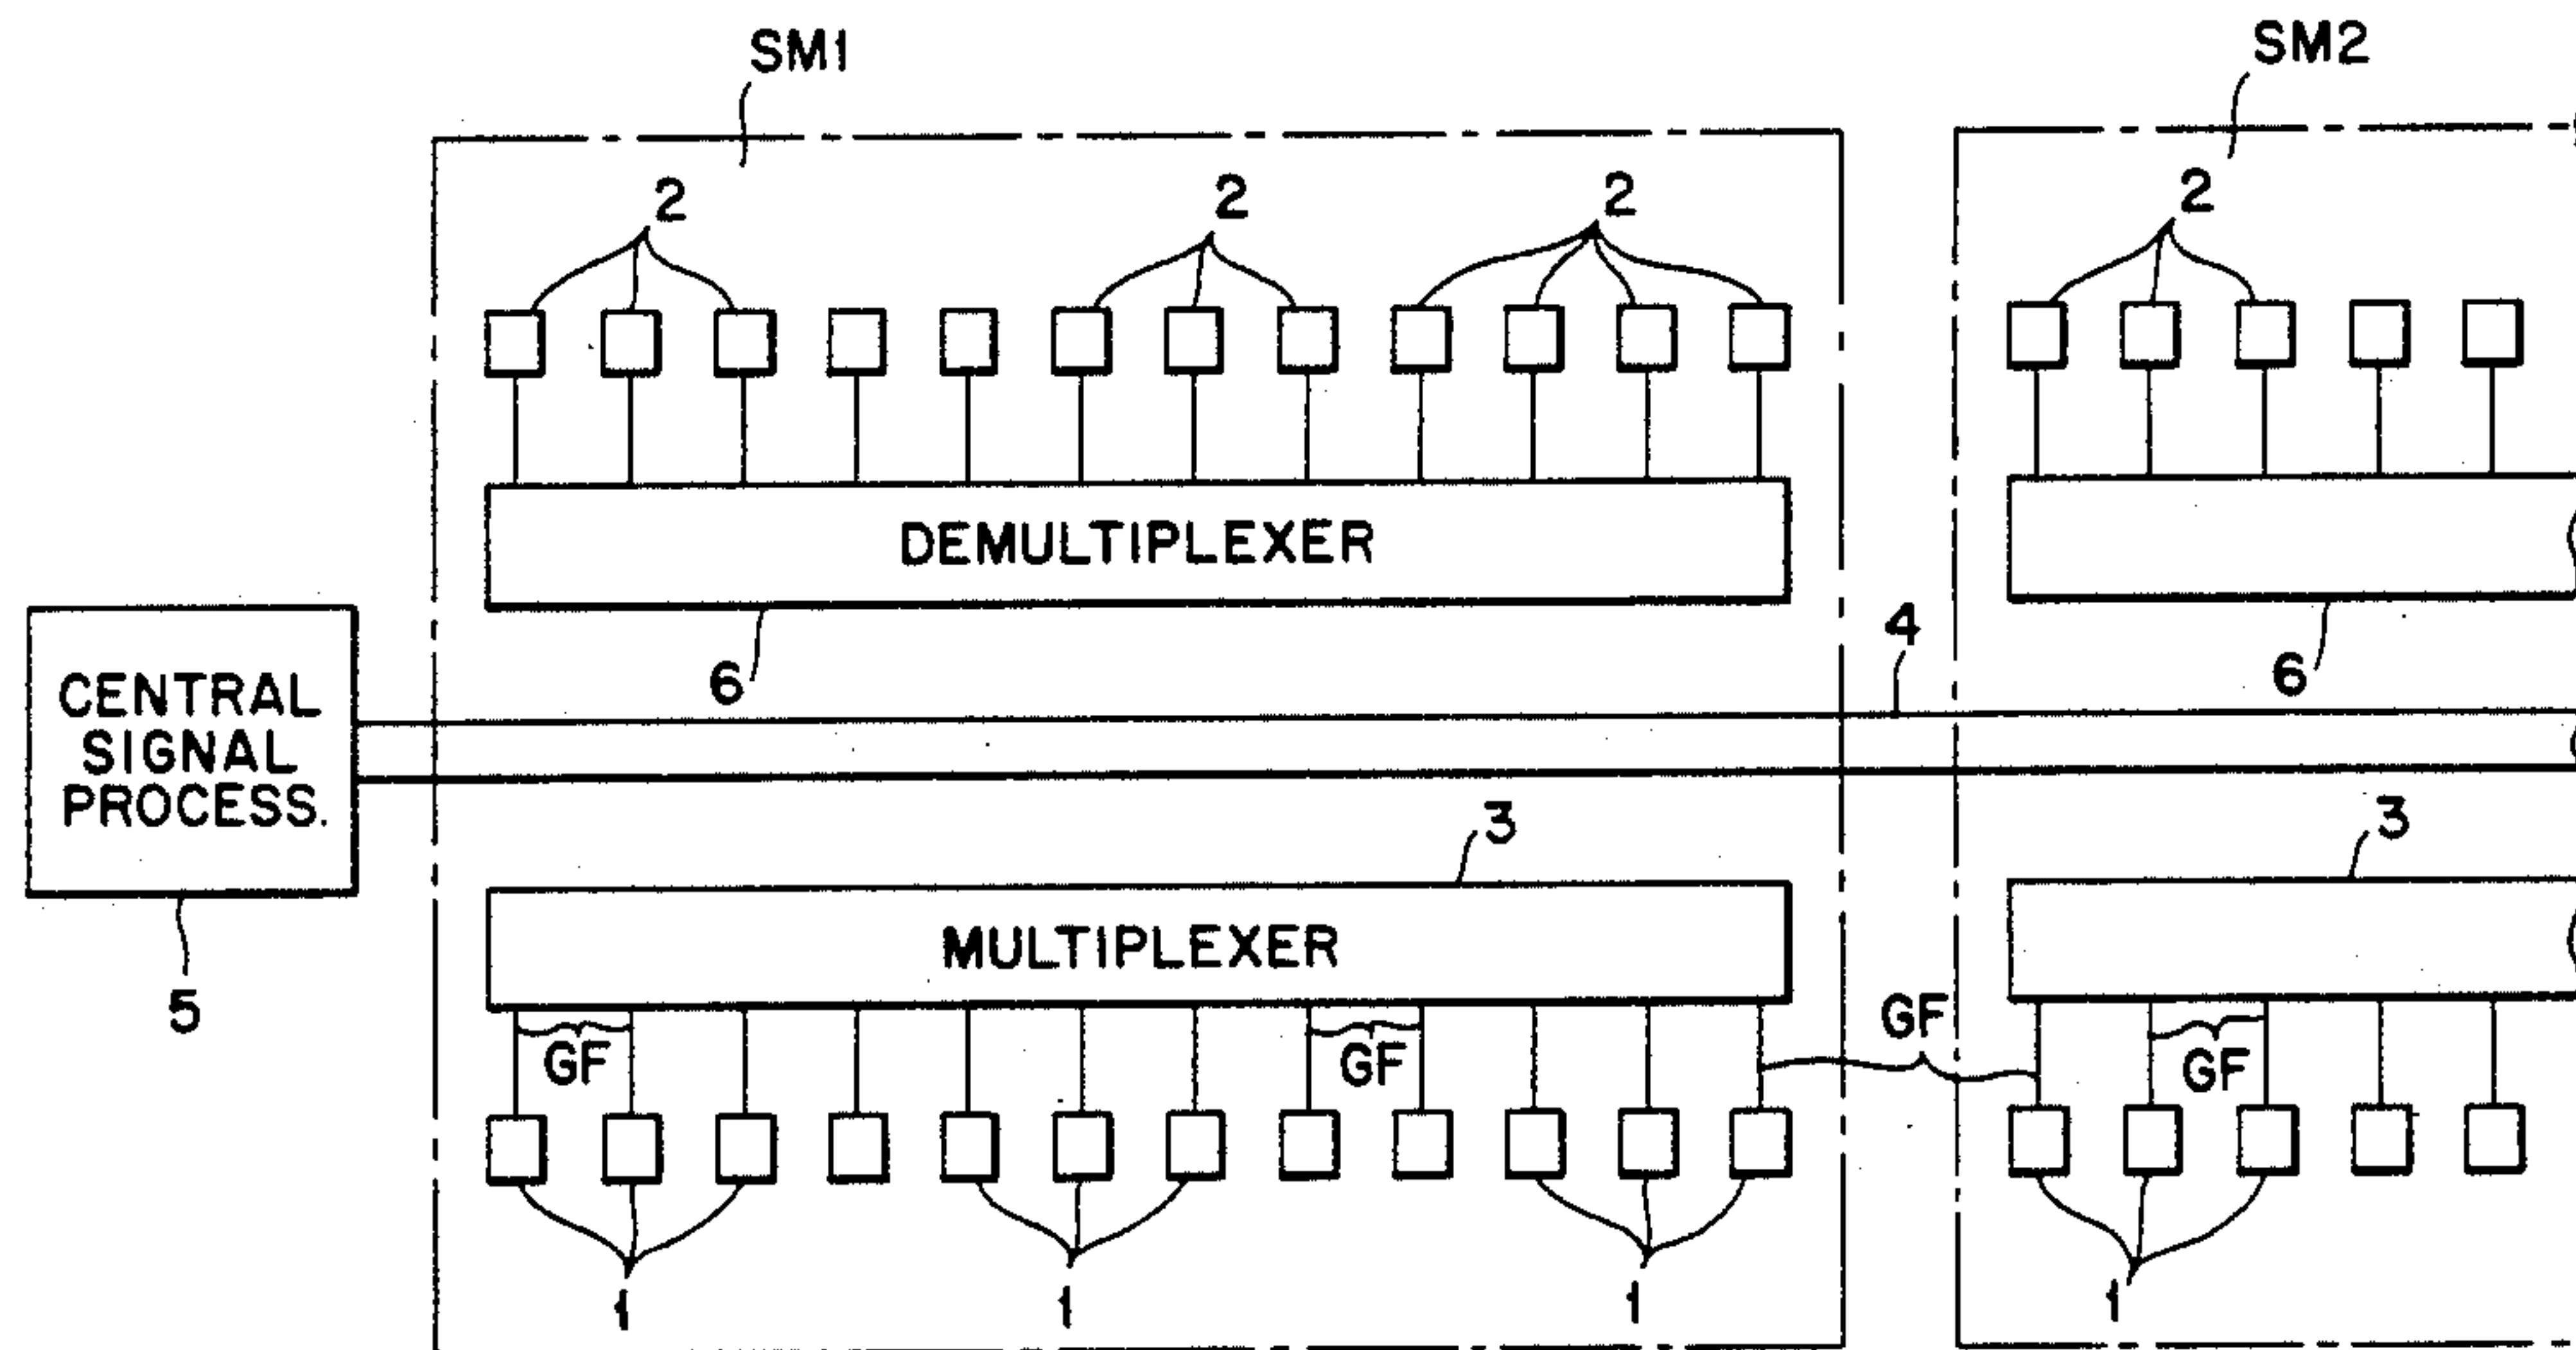 SM1
SM2
2
2
2
2
DEMULTIPLEXER
6
6
4
CENTRAL
SIGNAL
PROCESS.
5
3
3
MULTIPLEXER
GF
GF
GF
GF
1
1
1
1